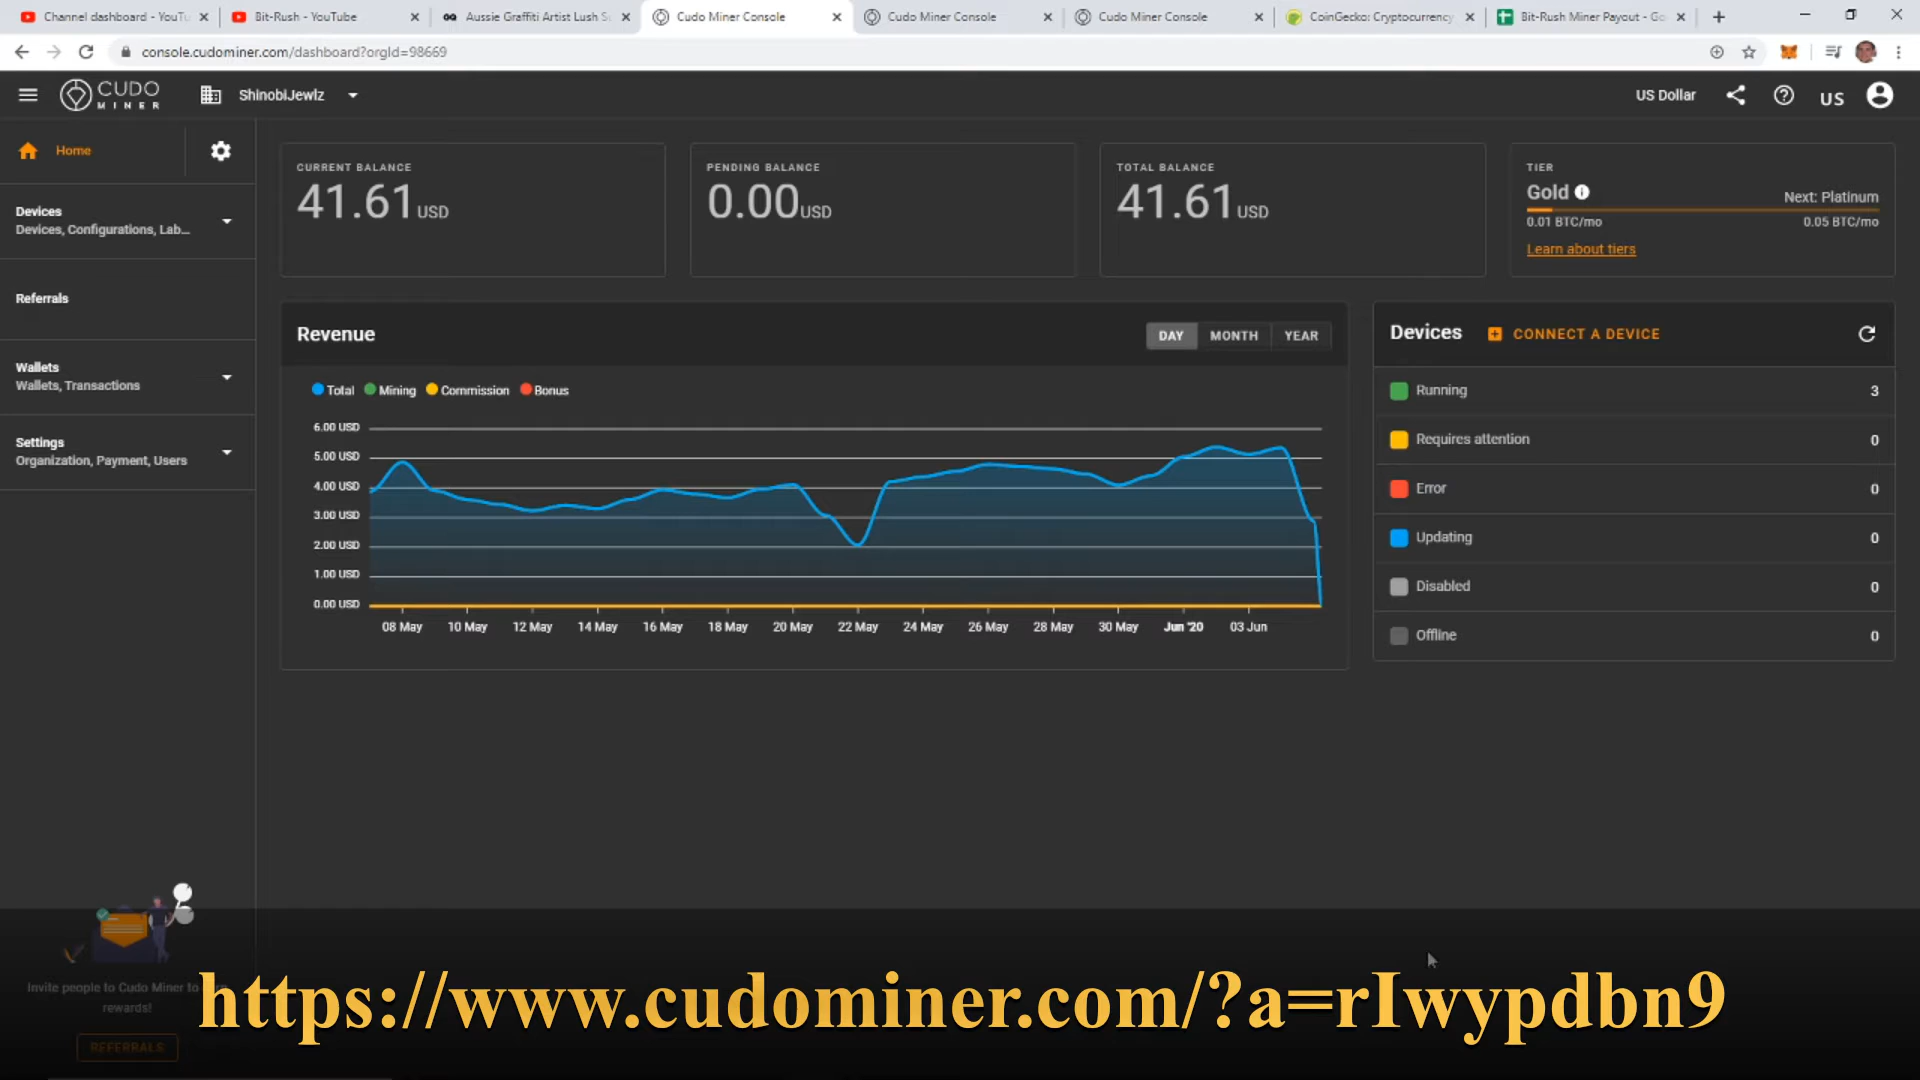 Channel dashboard - YouTu
Bit-Rush - YouTube
Aussie Graffiti Artist Lush Su
Cudo Miner Console
Cudo Miner Console
Cudo Miner Console
CoinGecko: Cryptocurrency
Bit-Rush Miner Payout - Go
console.cudominer.com/dashboard?orgId=98669
CUDO
MINER
ShinobiJewlz
US Dollar
US
Home
Devices
Devices, Configurations, Lab...
Referrals
Wallets
Wallets, Transactions
Settings
Organization, Payment, Users
CURRENT BALANCE
41.61 USD
PENDING BALANCE
0.00 USD
TOTAL BALANCE
41.61 USD
TIER
Gold
Next: Platinum
0.01 BTC/mo
0.05 BTC/mo
Learn about tiers
Revenue
DAY MONTH YEAR
Total Mining Commission Bonus
6.00 USD
5.00 USD
4.00 USD
3.00 USD
2.00 USD
1.00 USD
0.00 USD
08 May 10 May 12 May 14 May 16 May 18 May 20 May 22 May 24 May 26 May 28 May 30 May Jun '20 03 Jun
Devices
CONNECT A DEVICE
Running 3
Requires attention 0
Error 0
Updating 0
Disabled 0
Offline 0
Invite people to Cudo Miner to
rewards!
REFERRALS
https://www.cudominer.com/?a=rIwypdbn9